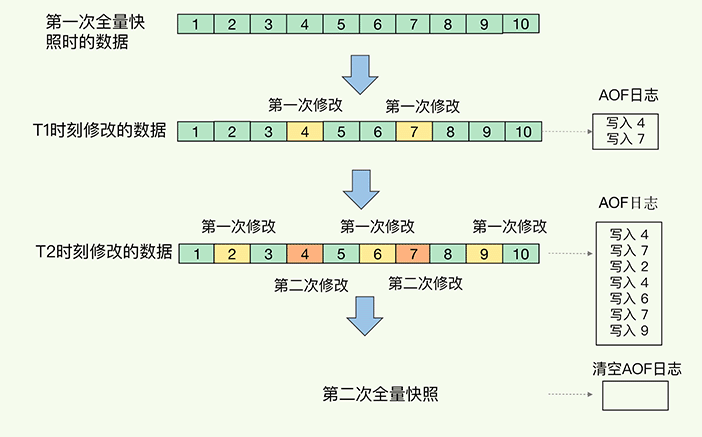 第一次全量快
照时的数据
1 2 3 4 5 6 7 8 9 10
第一次修改 第一次修改
AOF日志
T1时刻修改的数据
1 2 3 4 5 6 7 8 9 10
写入 4
写入 7
AOF日志
第一次修改 第一次修改 第一次修改
T2时刻修改的数据
1 2 3 4 5 6 7 8 9 10
第二次修改 第二次修改
写入 4
写入 7
写入 2
写入 4
写入 6
写入 7
写入 9
清空AOF日志
第二次全量快照